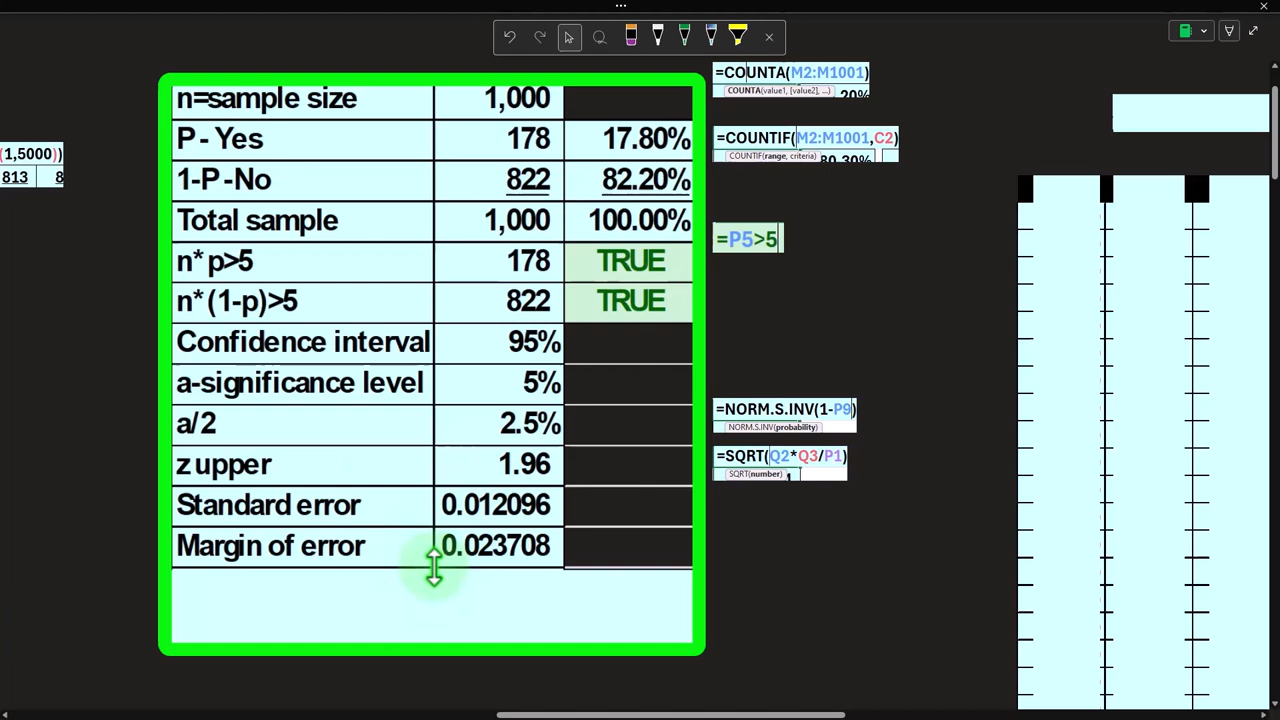 =COUNTA(M2:M1001)
COUNTA(value1, [value2], ...)
20%
n=sample size 1,000
P - Yes 178 17.80%
=COUNTIF(M2:M1001,C2)
COUNTIF(range, criteria)
80.30%
(1,5000))
813 8
1-P -No 822 82.20%
Total sample 1,000 100.00%
=P5>5
n* p>5 178 TRUE
n* (1-p)>5 822 TRUE
Confidence interval 95%
a-significance level 5%
=NORM.S.INV(1-P9)
NORM.S.INV(probability)
a/2 2.5%
z upper 1.96
=SQRT(Q2*Q3/P1)
SQRT(number)
Standard error 0.012096
Margin of error 0.023708